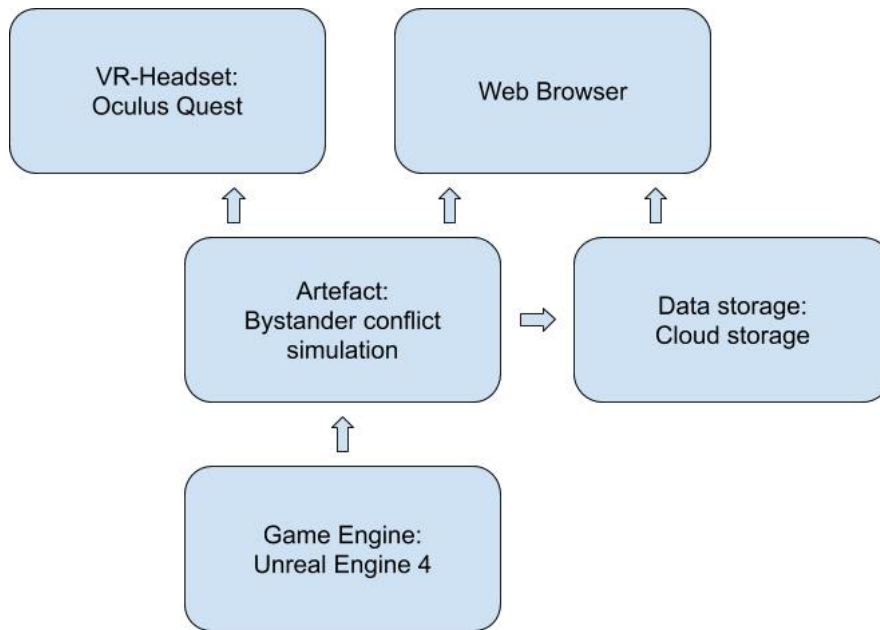 VR-Headset:
Oculus Quest
Web Browser
Artefact:
Bystander conflict
simulation
Data storage:
Cloud storage
Game Engine:
Unreal Engine 4